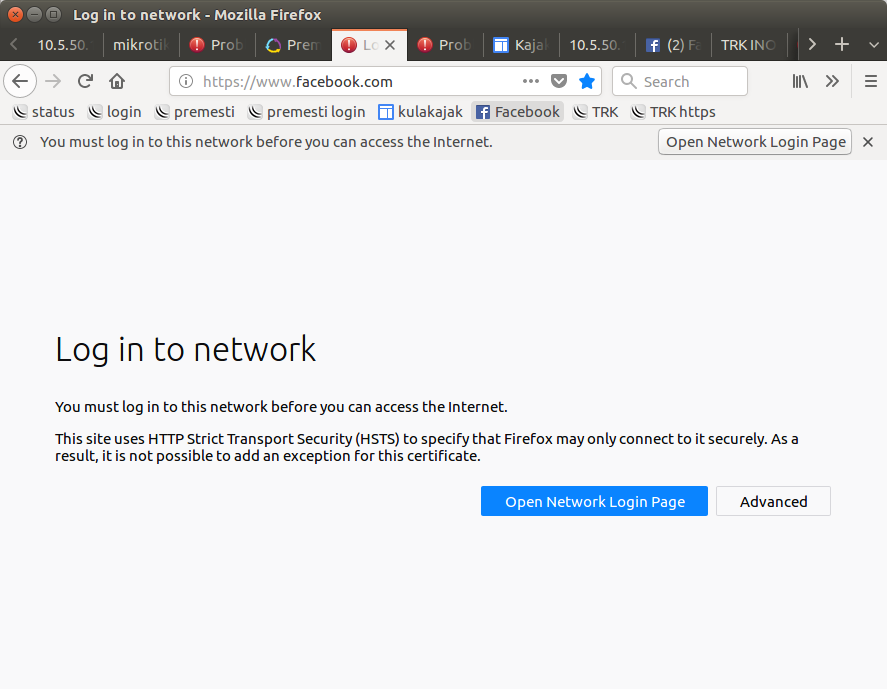 Log in to network - Mozilla Firefox
10.5.50. mikroti Prob Prem Lo Prob Kajak 10.5.50. (2) Fa TRK INO
https://www.facebook.com Search
status login premesti premesti login kulakajak Facebook TRK TRK https
You must log in to this network before you can access the Internet. Open Network Login Page
Log in to network
You must log in to this network before you can access the Internet.
This site uses HTTP Strict Transport Security (HSTS) to specify that Firefox may only connect to it securely. As a
result, it is not possible to add an exception for this certificate.
Open Network Login Page Advanced